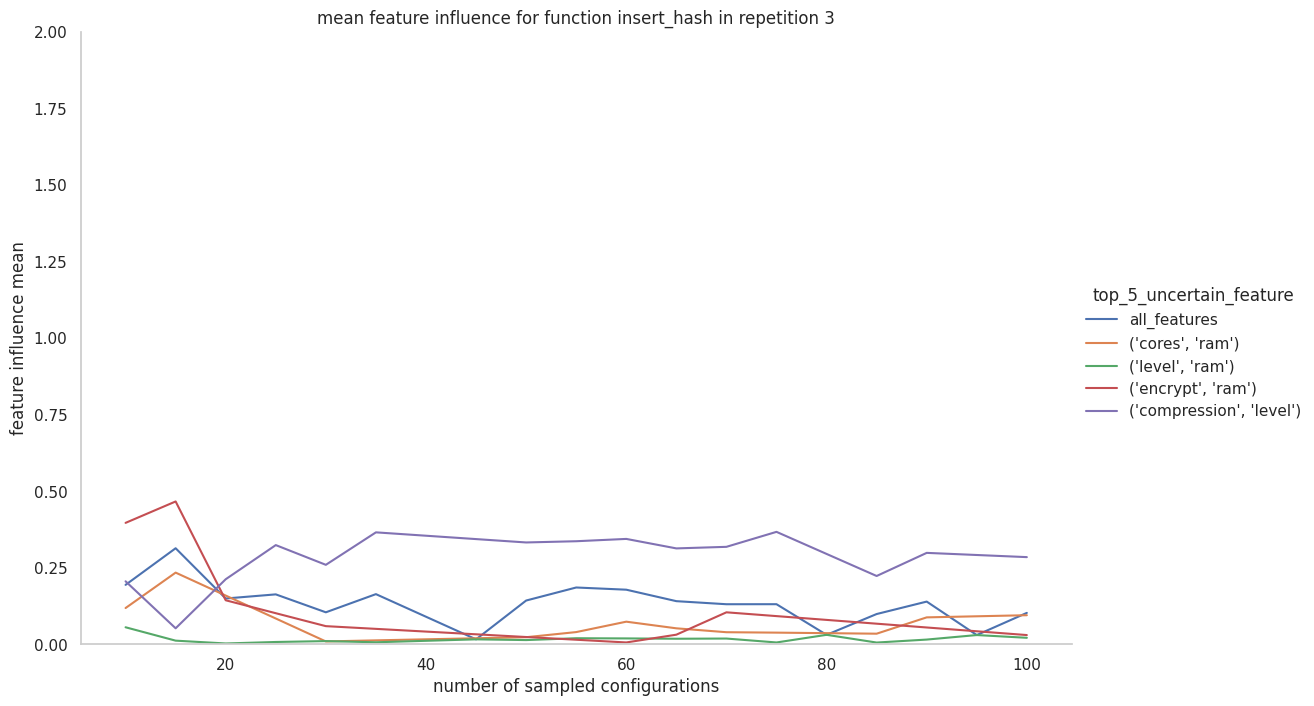 mean feature influence for function insert_hash in repetition 3
2.00
1.75
1.50
1.25
1.00
0.75
0.50
0.25
0.00
feature influence mean
20
40
60
80
100
number of sampled configurations
top_5_uncertain_feature
all_features
('cores', 'ram')
('level', 'ram')
('encrypt', 'ram')
('compression', 'level')